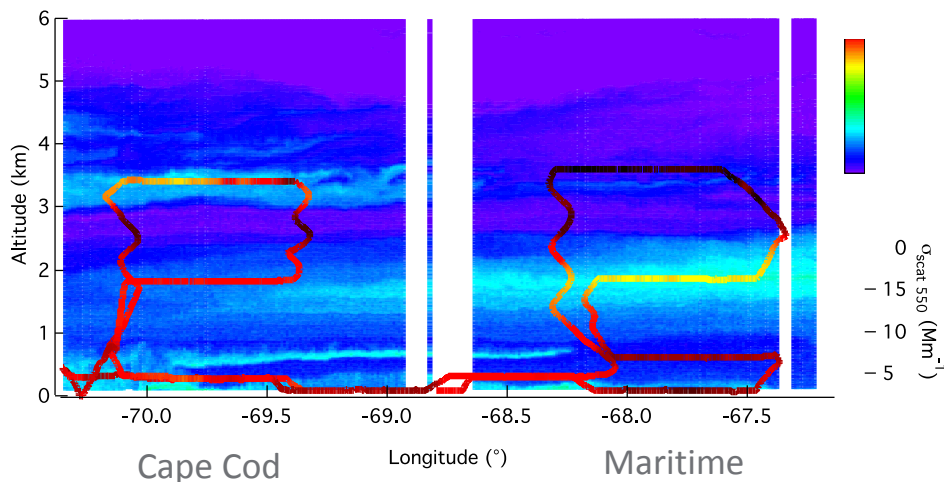 6
5
4
3
2
1
0
Altitude (km)
-70.0 -69.5 -69.0 -68.5 -68.0 -67.5
Longitude (°)
Cape Cod
Maritime
0
– 15
– 10
– 5
σscat 550 (Mm-1)